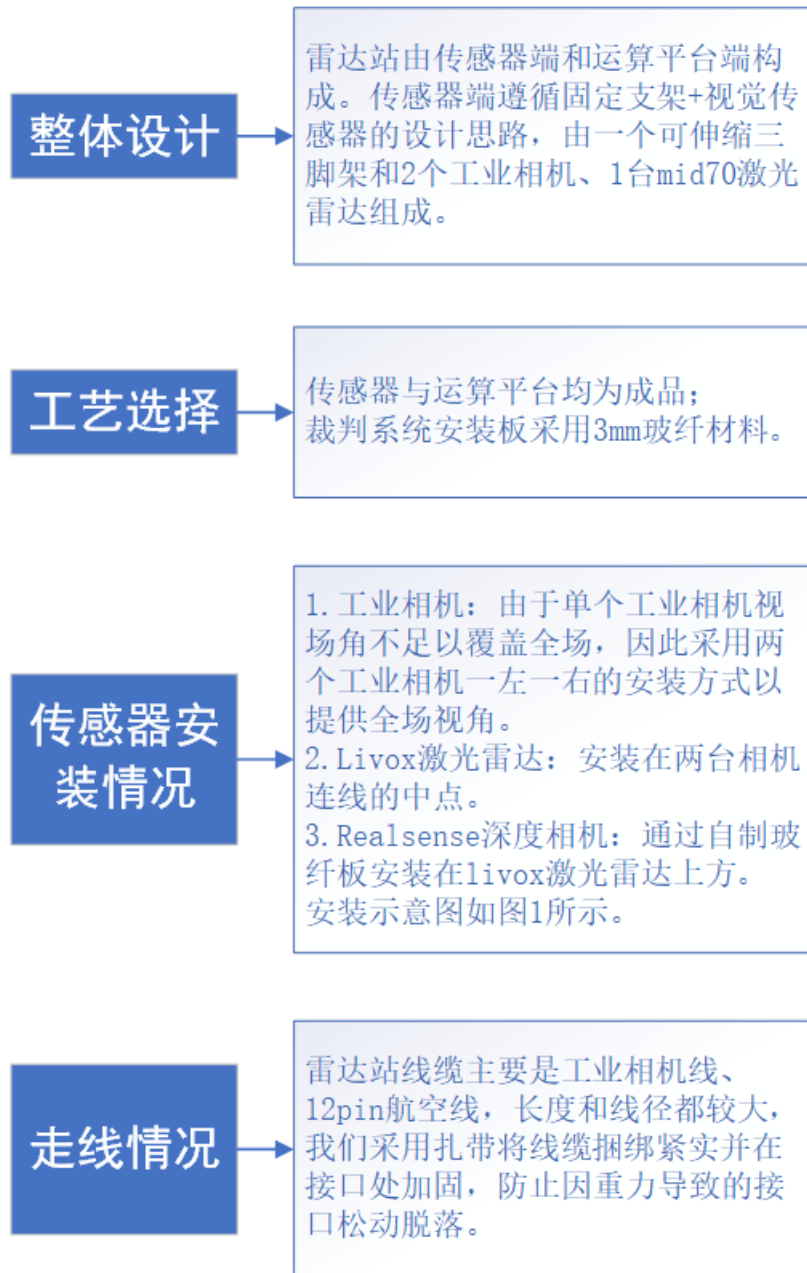 整体设计
雷达站由传感器端和运算平台端构
成。传感器端遵循固定支架+视觉传
感器的设计思路，由一个可伸缩三
脚架和2个工业相机、1台mid70激光
雷达组成。
工艺选择
传感器与运算平台均为成品；
裁判系统安装板采用3mm玻纤材料。
传感器安
装情况
1.工业相机：由于单个工业相机视
场角不足以覆盖全场，因此采用两
个工业相机一左一右的安装方式以
提供全场视角。
2.Livox激光雷达：安装在两台相机
连线的中点。
3.Realsense深度相机：通过自制玻
纤板安装在livox激光雷达上方。
安装示意图如图1所示。
走线情况
雷达站线缆主要是工业相机线、
12pin航空线，长度和线径都较大，
我们采用扎带将线缆捆绑紧实并在
接口处加固，防止因重力导致的接
口松动脱落。